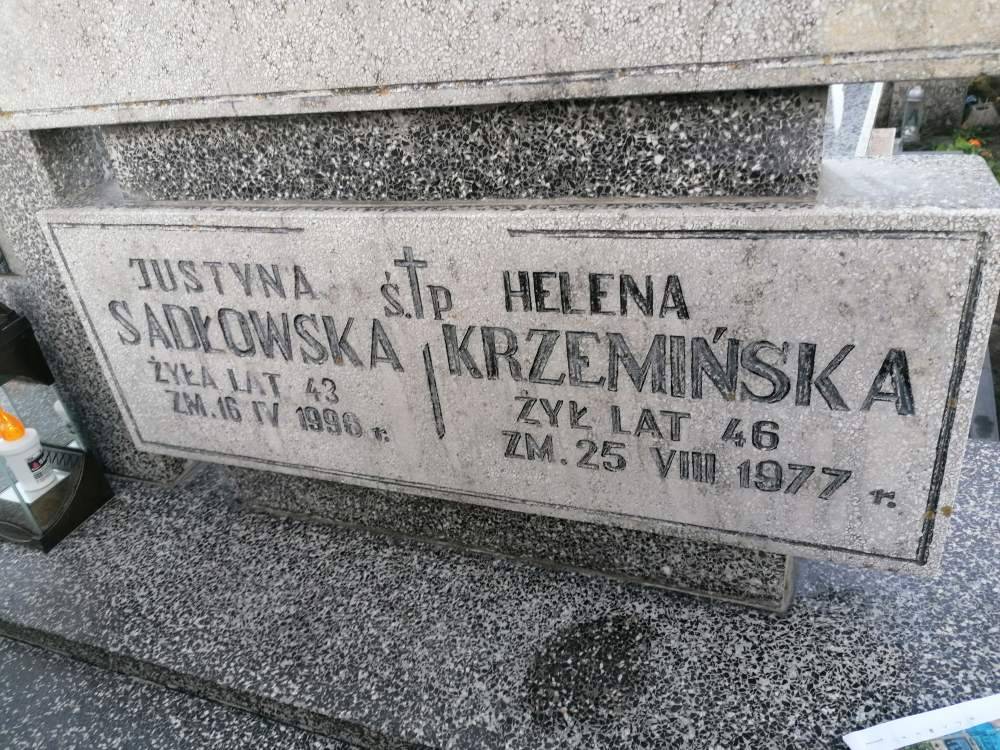 Ś.†P
JUSTYNA
SADŁOWSKA
ŻYŁA LAT 43
ZM. 16 IV 1996 r.
HELENA
KRZEMIŃSKA
ŻYŁ LAT 46
ZM. 25 VIII 1977 r.